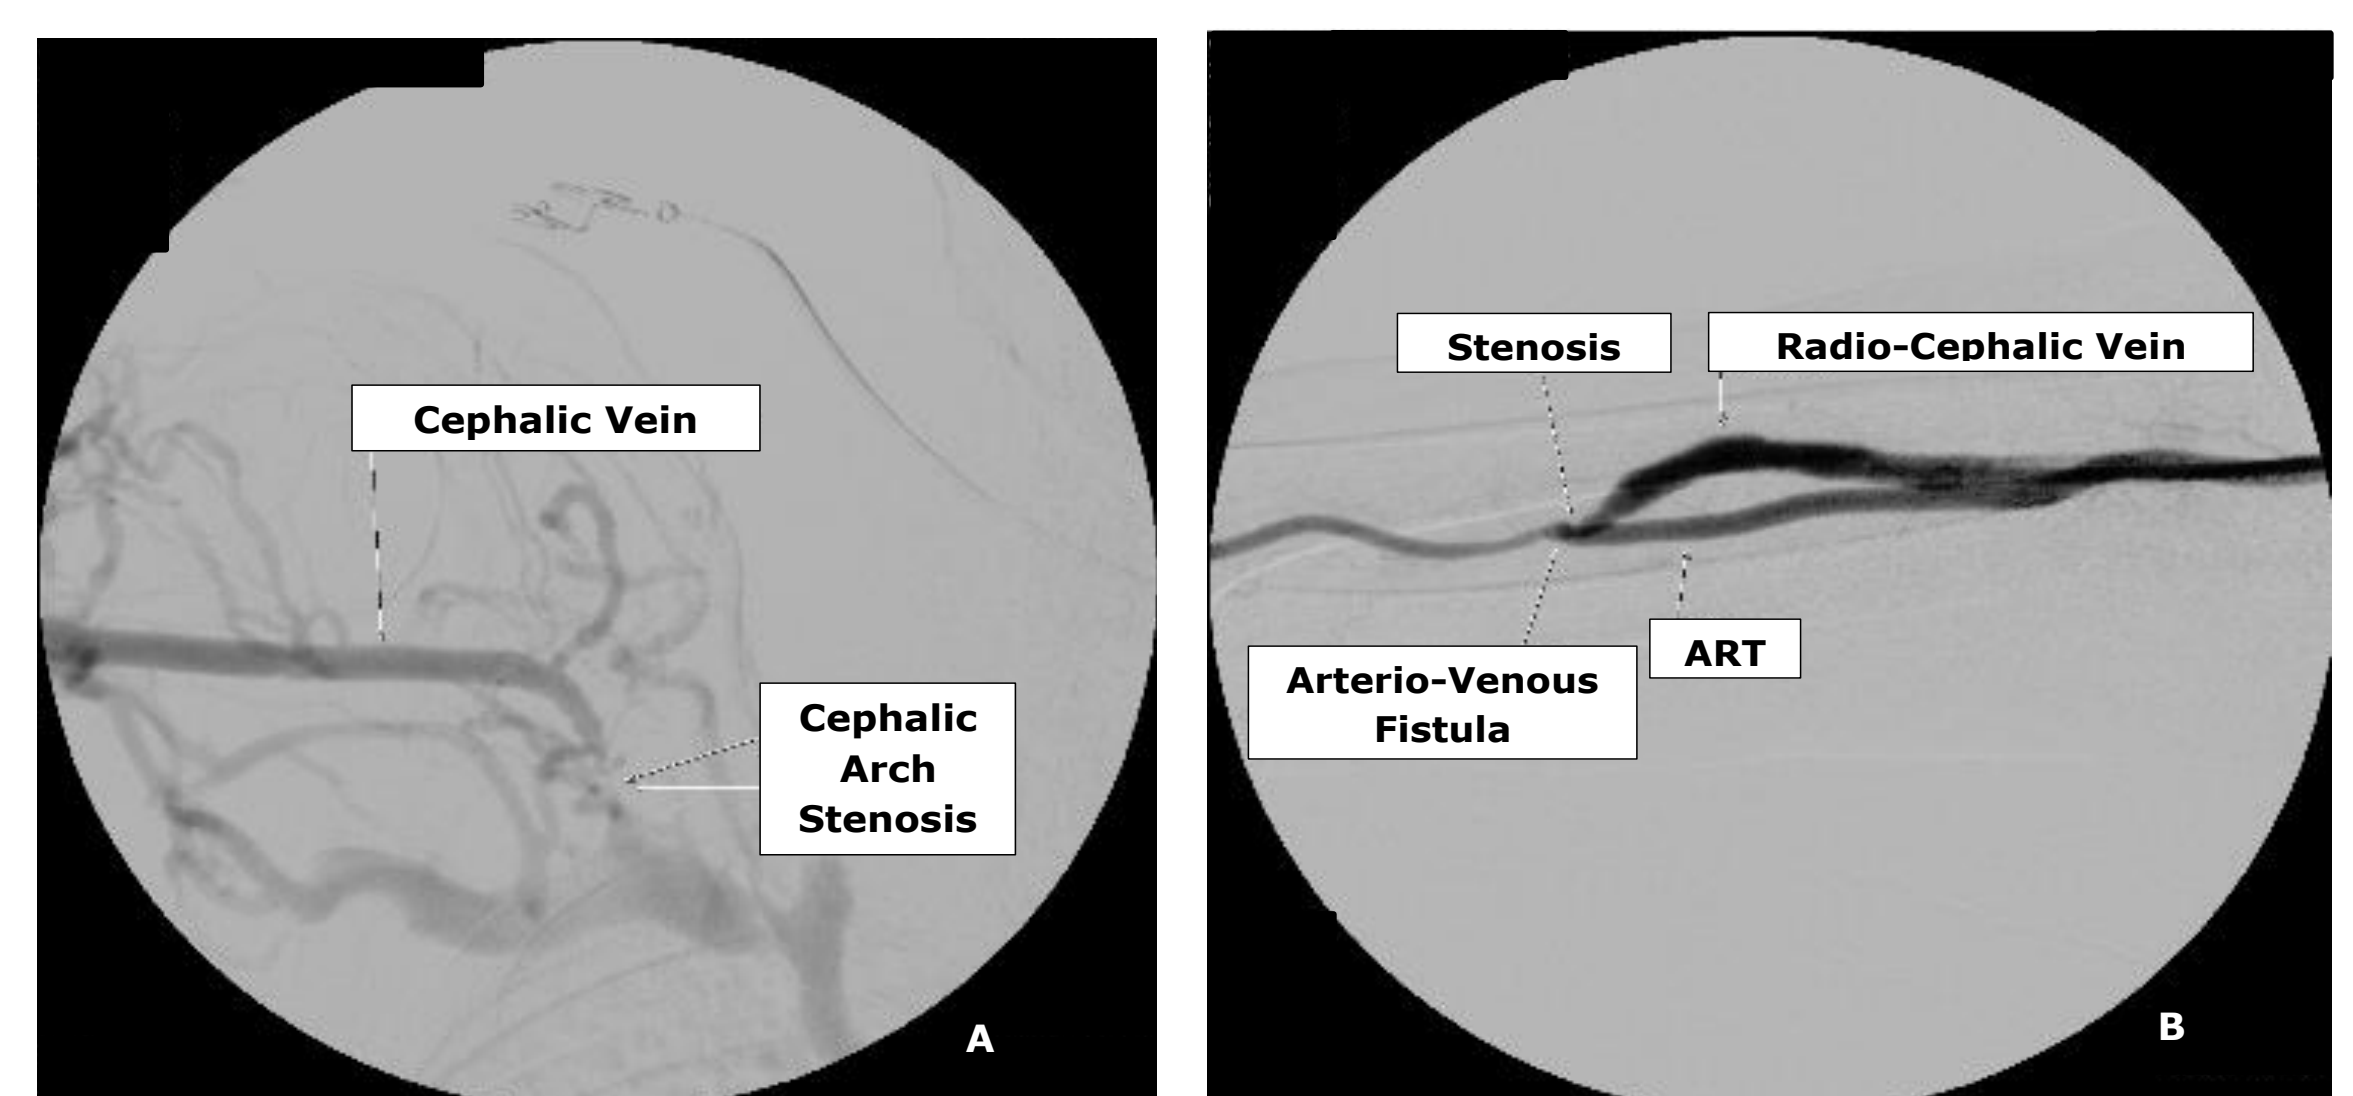 Cephalic Vein
Cephalic
Arch
Stenosis
A
Stenosis
Radio-Cephalic Vein
Arterio-Venous
Fistula
ART
B